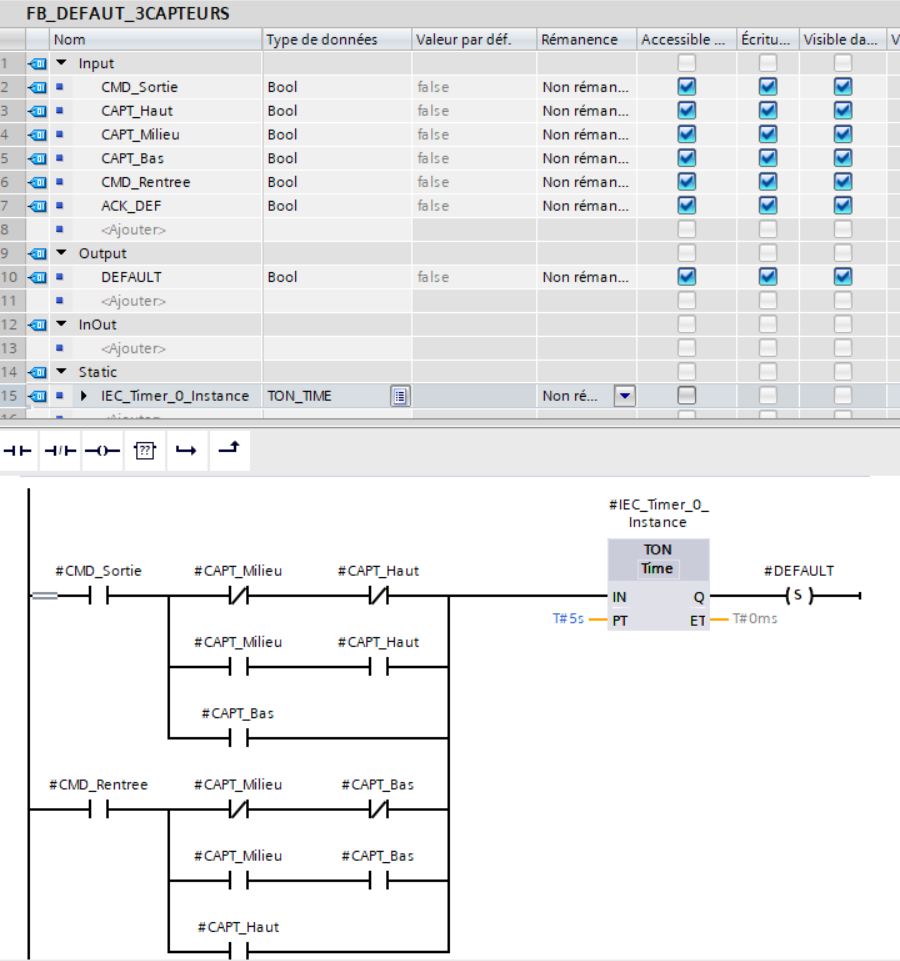 FB_DEFAUT_3CAPTEURS
Nom Type de données Valeur par déf. Rémanence Accessible ... Écritu... Visible da... V
1 Input
2 CMD_Sortie Bool false Non réman...
3 CAPT_Haut Bool false Non réman...
4 CAPT_Milieu Bool false Non réman...
5 CAPT_Bas Bool false Non réman...
6 CMD_Rentree Bool false Non réman...
7 ACK_DEF Bool false Non réman...
8 <Ajouter>
9 Output
10 DEFAULT Bool false Non réman...
11 <Ajouter>
12 InOut
13 <Ajouter>
14 Static
15 IEC_Timer_0_Instance TON_TIME Non ré...
??
#IEC_Timer_0_
Instance
#CMD_Sortie #CAPT_Milieu #CAPT_Haut TON #DEFAULT
Time
IN Q S
#CAPT_Milieu #CAPT_Haut T#5s PT ET T#0ms
#CAPT_Bas
#CMD_Rentree #CAPT_Milieu #CAPT_Bas
#CAPT_Milieu #CAPT_Bas
#CAPT_Haut